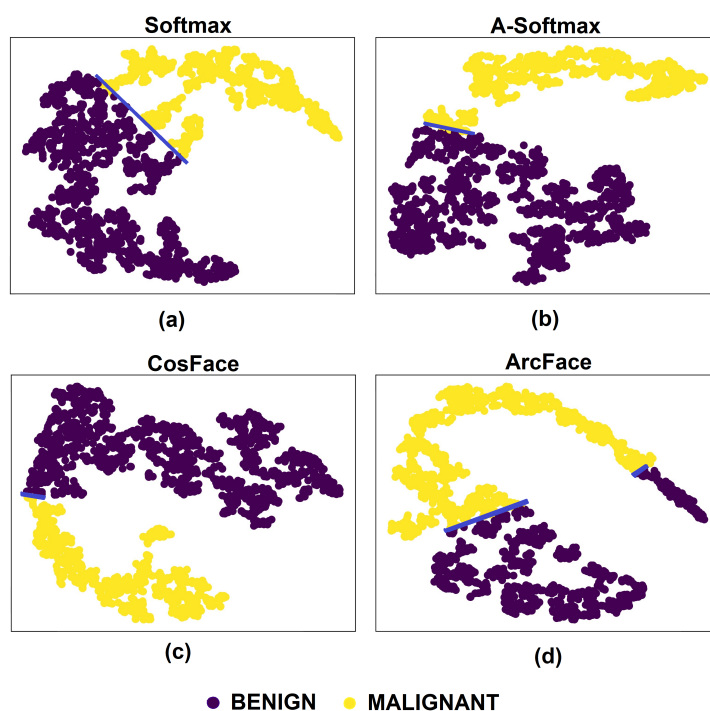 Softmax
A-Softmax
(a)
(b)
CosFace
ArcFace
(c)
(d)
BENIGN MALIGNANT